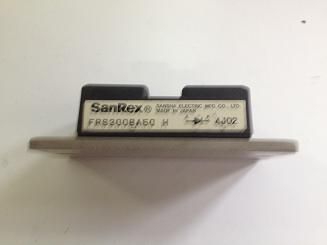 SanRex® SANSHA ELECTRIC MFG. CO., LTD.
MADE IN JAPAN
FRS300BA50 H 4J02